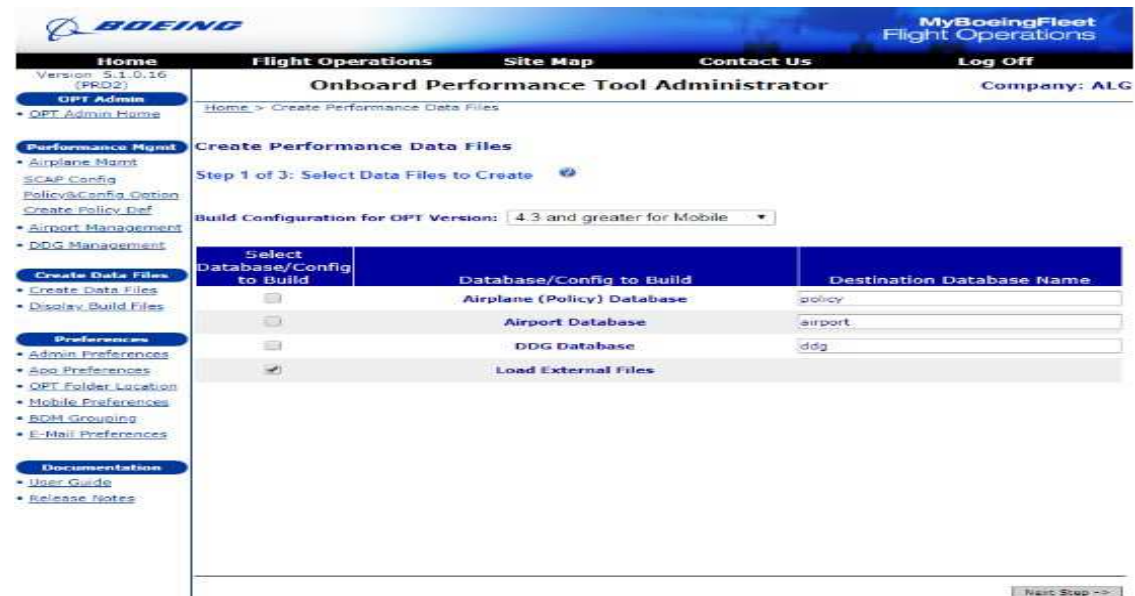 BOEING
MyBoeingFleet
Flight Operations
Home
Flight Operations
Site Map
Contact Us
Log Off
Version 5.1.0.16
(PRD2)
Onboard Performance Tool Administrator
Company: ALG
OPT Admin
• OPT Admin Home
Performance Mgmt
• Airplane Mgmt
SCAP Config
Policy&Config Option
Create Policy Def
• Airport Management
• DDG Management
Create Data Files
• Create Data Files
• Display Build Files
Preferences
• Admin Preferences
• App Preferences
• OPT Folder Location
• Mobile Preferences
• BDM Grouping
• E-Mail Preferences
Documentation
• User Guide
• Release Notes
Home > Create Performance Data Files
Create Performance Data Files
Step 1 of 3: Select Data Files to Create
Build Configuration for OPT Version: 4.3 and greater for Mobile
Select
Database/Config
to Build
Database/Config to Build
Destination Database Name
Airplane (Policy) Database
policy
Airport Database
airport
DDG Database
ddg
Load External Files
Next Step ->